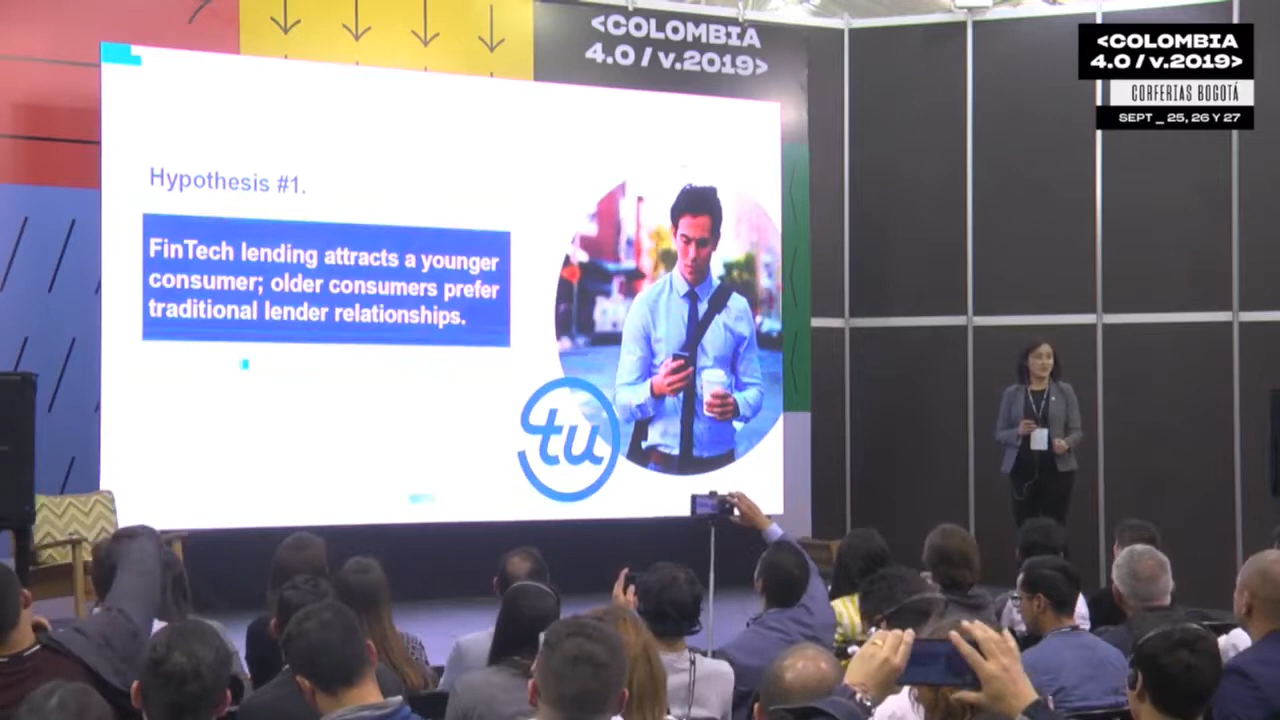 <COLOMBIA
4.0 / v.2019>
<COLOMBIA
4.0 / v.2019>
CORFERIAS BOGOTÁ
SEPT _ 25, 26 Y 27
Hypothesis #1.
FinTech lending attracts a younger
consumer; older consumers prefer
traditional lender relationships.
tu